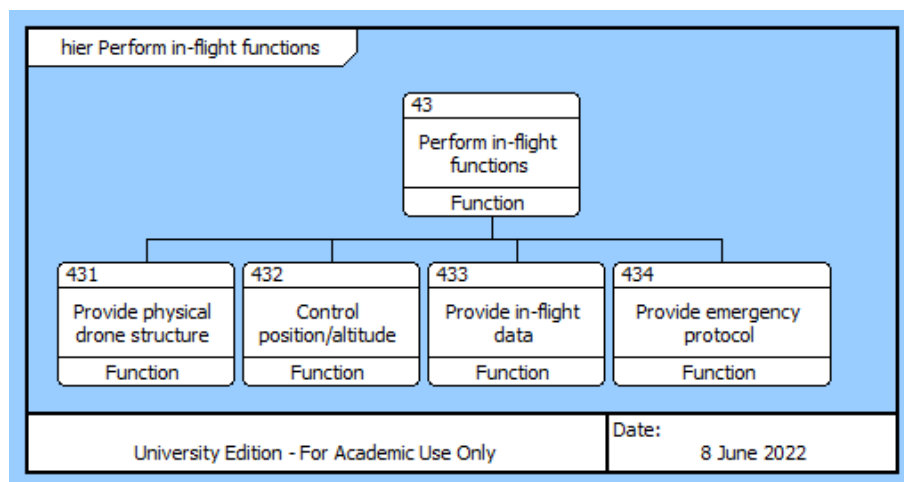 hier Perform in-flight functions
43
Perform in-flight
functions
Function
431
Provide physical
drone structure
Function
432
Control
position/altitude
Function
433
Provide in-flight
data
Function
434
Provide emergency
protocol
Function
University Edition - For Academic Use Only
Date:
8 June 2022